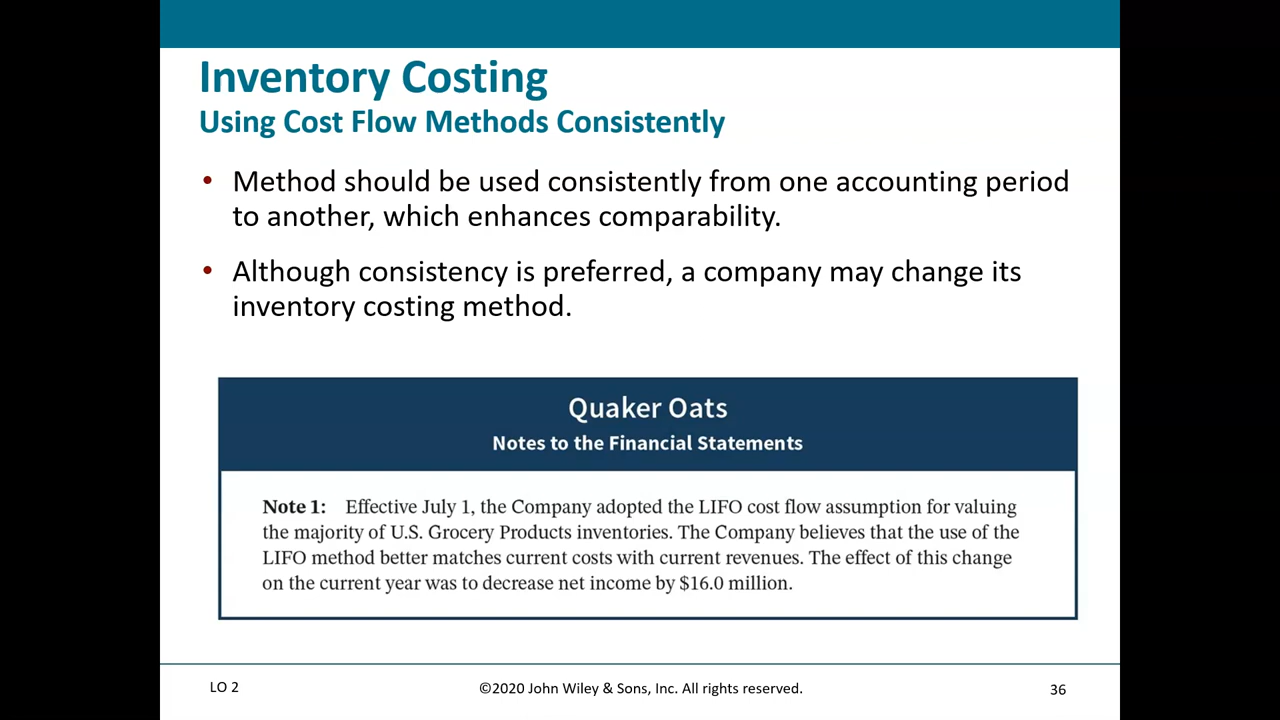 Inventory Costing
Using Cost Flow Methods Consistently
• Method should be used consistently from one accounting period
to another, which enhances comparability.
• Although consistency is preferred, a company may change its
inventory costing method.
Quaker Oats
Notes to the Financial Statements
Note 1: Effective July 1, the Company adopted the LIFO cost flow assumption for valuing
the majority of U.S. Grocery Products inventories. The Company believes that the use of the
LIFO method better matches current costs with current revenues. The effect of this change
on the current year was to decrease net income by $16.0 million.
LO 2
©2020 John Wiley & Sons, Inc. All rights reserved.
36